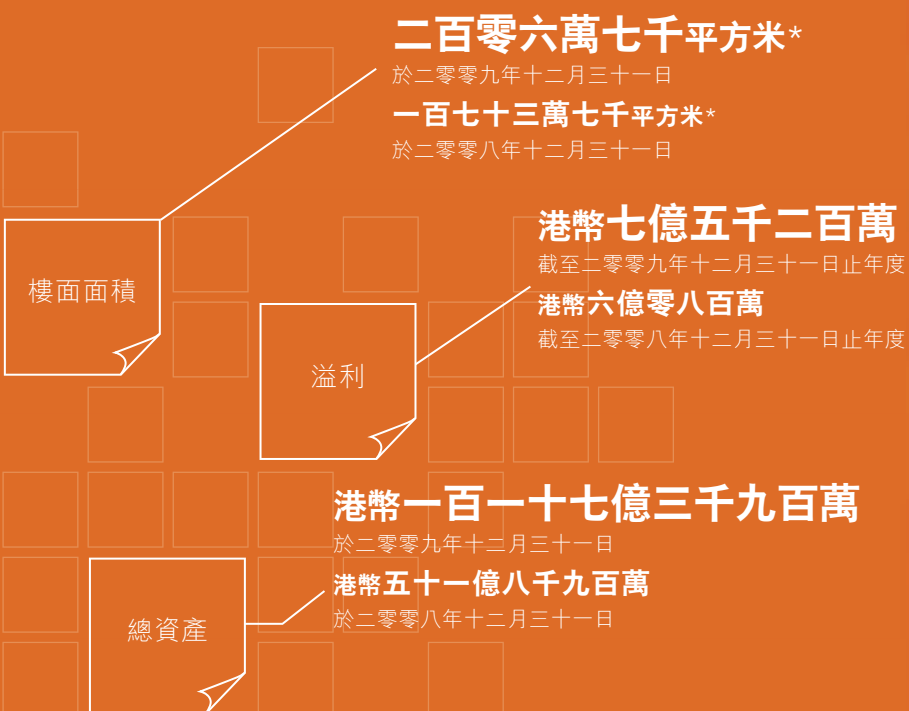 二百零六萬七千平方米*
於二零零九年十二月三十一日
一百七十三萬七千平方米*
於二零零八年十二月三十一日
樓面面積
港幣七億五千二百萬
截至二零零九年十二月三十一日止年度
港幣六億零八百萬
截至二零零八年十二月三十一日止年度
溢利
港幣一百一十七億三千九百萬
於二零零九年十二月三十一日
港幣五十一億八千九百萬
於二零零八年十二月三十一日
總資產